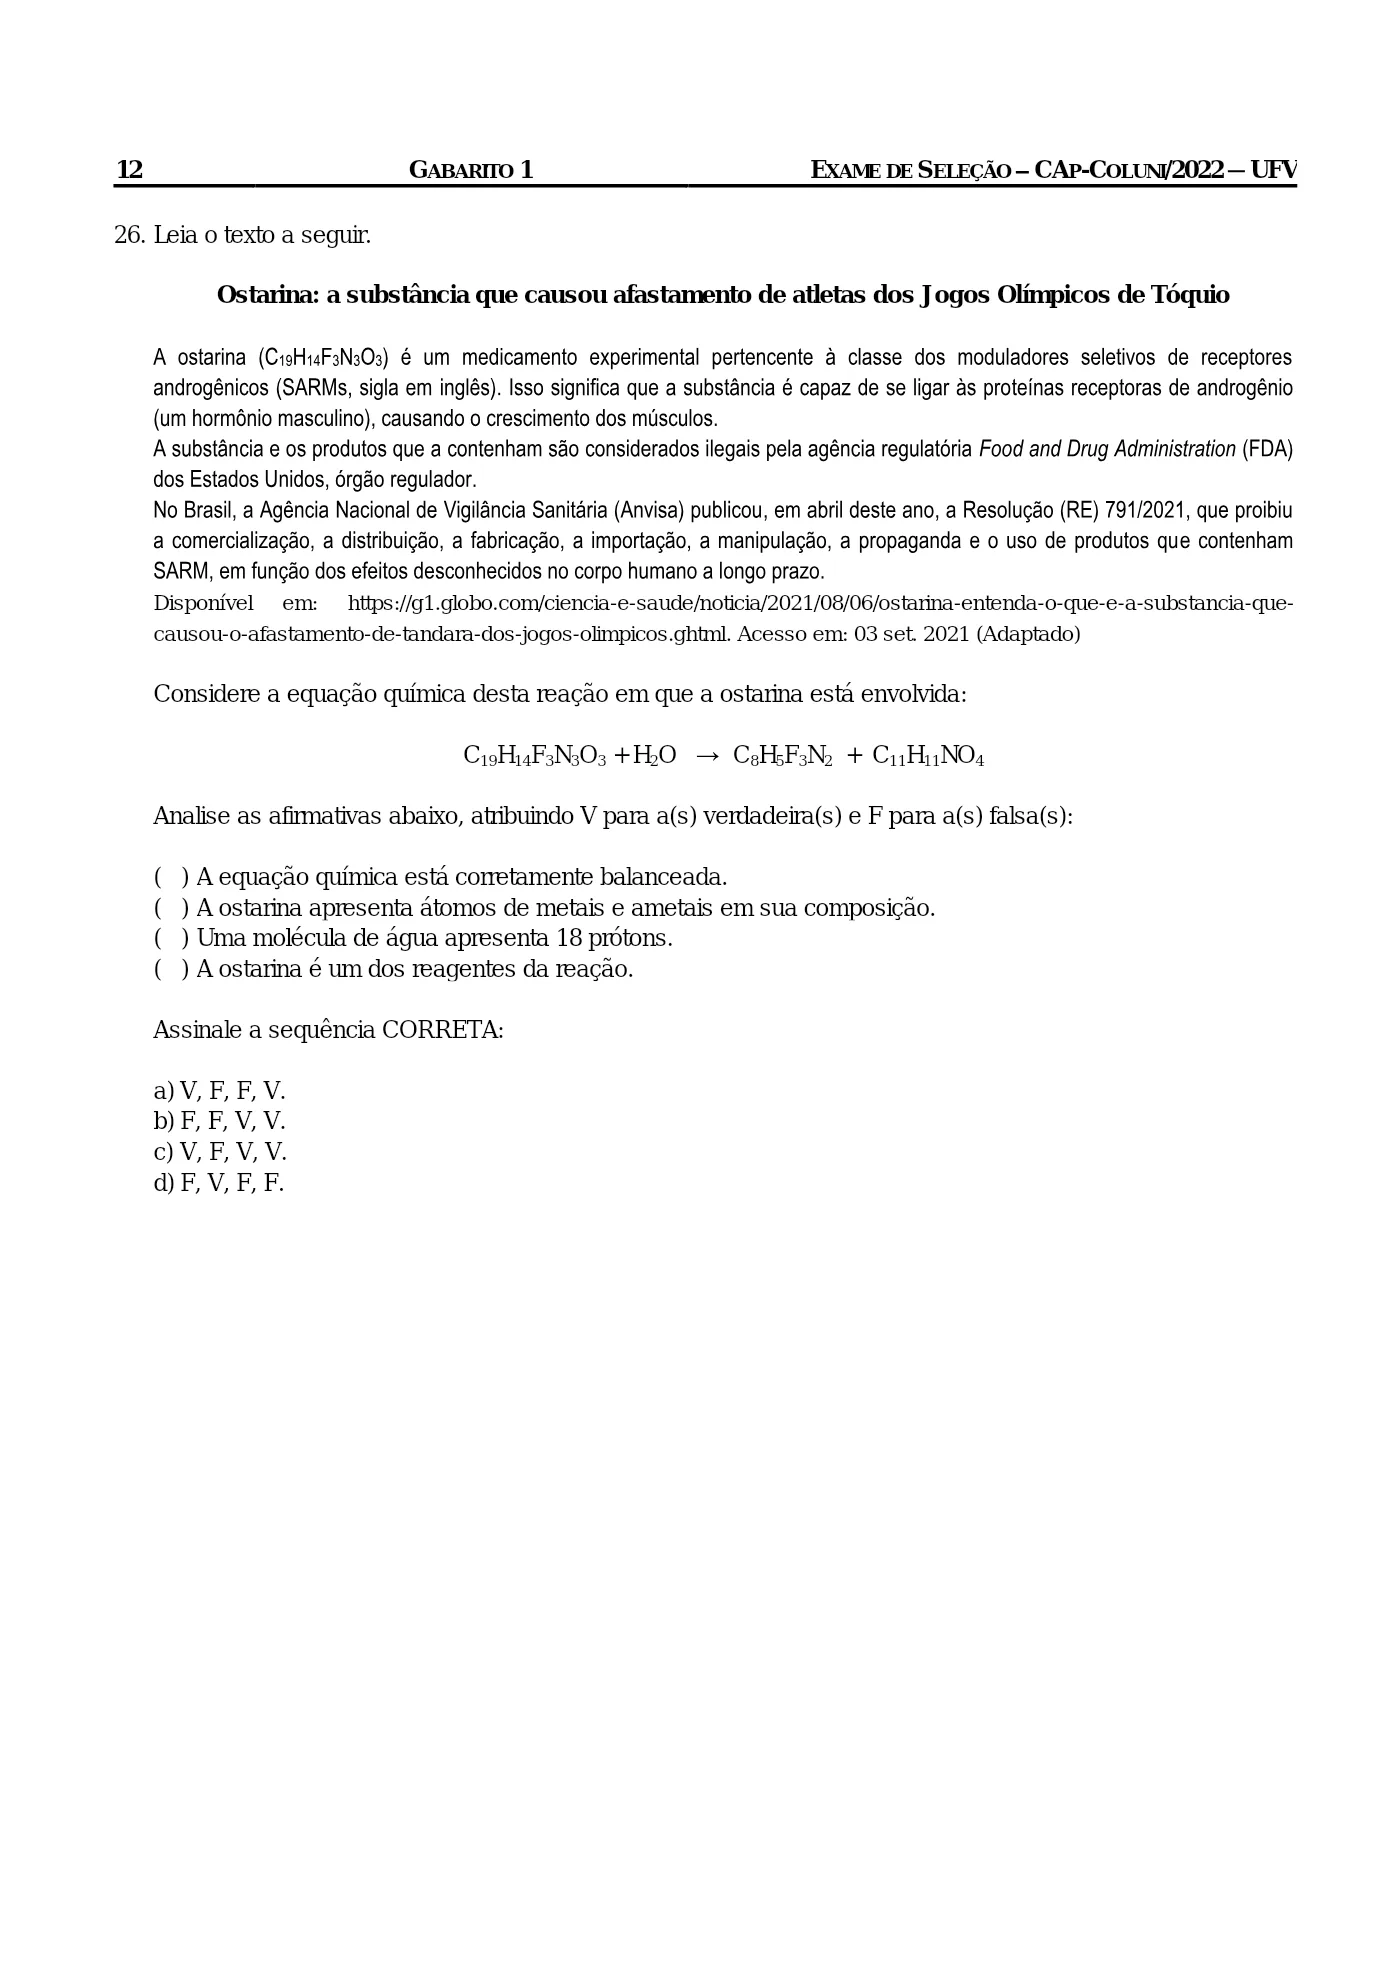 12 GABARITO 1 EXAME DE SELEÇÃO – CAP-COLUNI/2022 — UFV
26. Leia o texto a seguir.
Ostarina: a substância que causou afastamento de atletas dos Jogos Olímpicos de Tóquio
A ostarina (C₁₉H₁₄F₃N₃O₃) é um medicamento experimental pertencente à classe dos moduladores seletivos de receptores
androgênicos (SARMs, sigla em inglês). Isso significa que a substância é capaz de se ligar às proteínas receptoras de androgênio
(um hormônio masculino), causando o crescimento dos músculos.
A substância e os produtos que a contenham são considerados ilegais pela agência regulatória Food and Drug Administration (FDA)
dos Estados Unidos, órgão regulador.
No Brasil, a Agência Nacional de Vigilância Sanitária (Anvisa) publicou, em abril deste ano, a Resolução (RE) 791/2021, que proibiu
a comercialização, a distribuição, a fabricação, a importação, a manipulação, a propaganda e o uso de produtos que contenham
SARM, em função dos efeitos desconhecidos no corpo humano a longo prazo.
Disponível em: https://g1.globo.com/ciencia-e-saude/noticia/2021/08/06/ostarina-entenda-o-que-e-a-substancia-que-
causou-o-afastamento-de-tandara-dos-jogos-olimpicos.ghtml. Acesso em: 03 set. 2021 (Adaptado)
Considere a equação química desta reação em que a ostarina está envolvida:
C₁₉H₁₄F₃N₃O₃ + H₂O → C₈H₅F₃N₂ + C₁₁H₁₁NO₄
Analise as afirmativas abaixo, atribuindo V para a(s) verdadeira(s) e F para a(s) falsa(s):
( ) A equação química está corretamente balanceada.
( ) A ostarina apresenta átomos de metais e ametais em sua composição.
( ) Uma molécula de água apresenta 18 prótons.
( ) A ostarina é um dos reagentes da reação.
Assinale a sequência CORRETA:
a) V, F, F, V.
b) F, F, V, V.
c) V, F, V, V.
d) F, V, F, F.